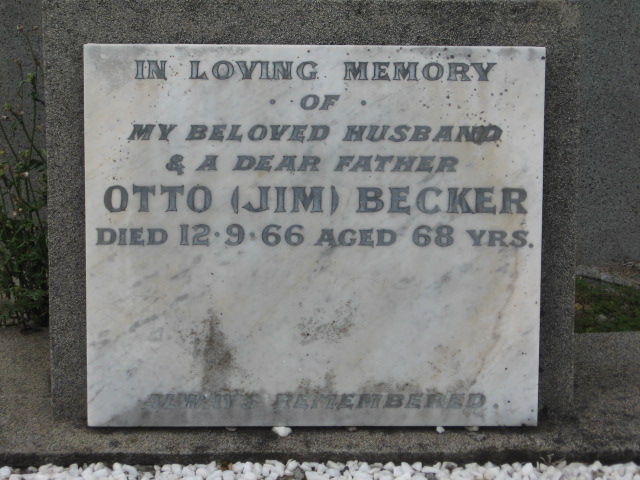 IN LOVING MEMORY
· OF ·
MY BELOVED HUSBAND
& A DEAR FATHER
OTTO (JIM) BECKER
DIED 12·9·66 AGED 68 YRS.
ALWAYS REMEMBERED.